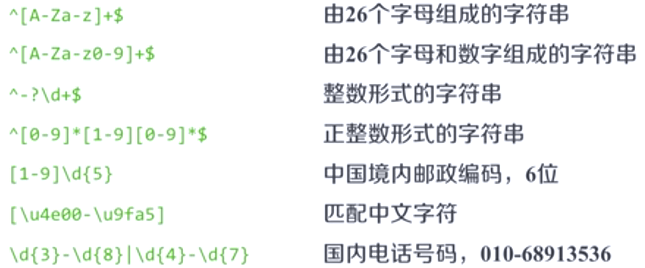 ^[A-Za-z]+$ 由26个字母组成的字符串
^[A-Za-z0-9]+$ 由26个字母和数字组成的字符串
^-?\d+$ 整数形式的字符串
^[0-9]*[1-9][0-9]*$ 正整数形式的字符串
[1-9]\d{5} 中国境内邮政编码，6位
[\u4e00-\u9fa5] 匹配中文字符
\d{3}-\d{8}|\d{4}-\d{7} 国内电话号码，010-68913536